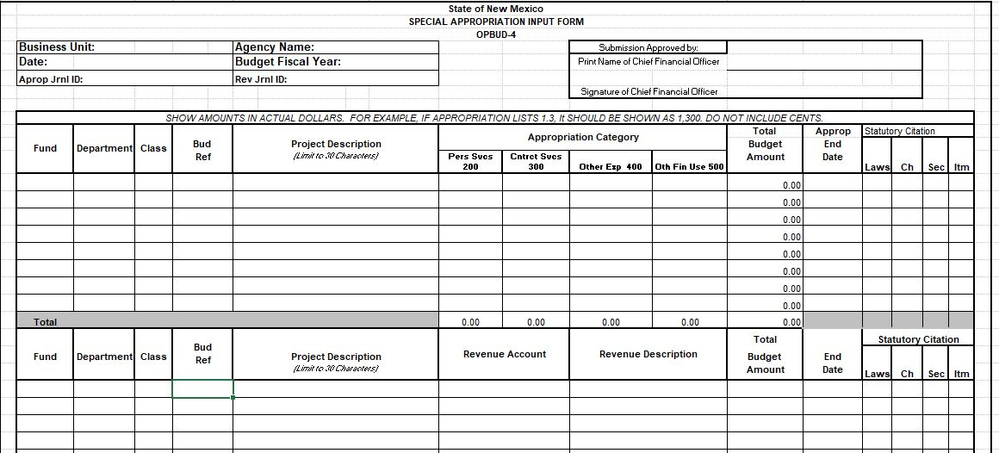 State of New Mexico
SPECIAL APPROPRIATION INPUT FORM
OPBUD-4
Business Unit: Agency Name:
Date: Budget Fiscal Year:
Aprop Jrnl ID: Rev Jrnl ID:
Submission Approved by:
Print Name of Chief Financial Officer
Signature of Chief Financial Officer
SHOW AMOUNTS IN ACTUAL DOLLARS. FOR EXAMPLE, IF APPROPRIATION LISTS 1.3, It SHOULD BE SHOWN AS 1,300. DO NOT INCLUDE CENTS.
Fund
Department
Class
Bud
Ref
Project Description
(Limit to 30 Characters)
Appropriation Category
Pers Svcs
200
Cntrct Svcs
300
Other Exp 400
Oth Fin Use 500
Total
Budget
Amount
Approp
End
Date
Statutory Citation
Laws Ch Sec Itm
0.00
0.00
0.00
0.00
0.00
0.00
0.00
0.00
Total 0.00 0.00 0.00 0.00 0.00
Fund
Department
Class
Bud
Ref
Project Description
(Limit to 30 Characters)
Revenue Account
Revenue Description
Total
Budget
Amount
End
Date
Statutory Citation
Laws Ch Sec Itm